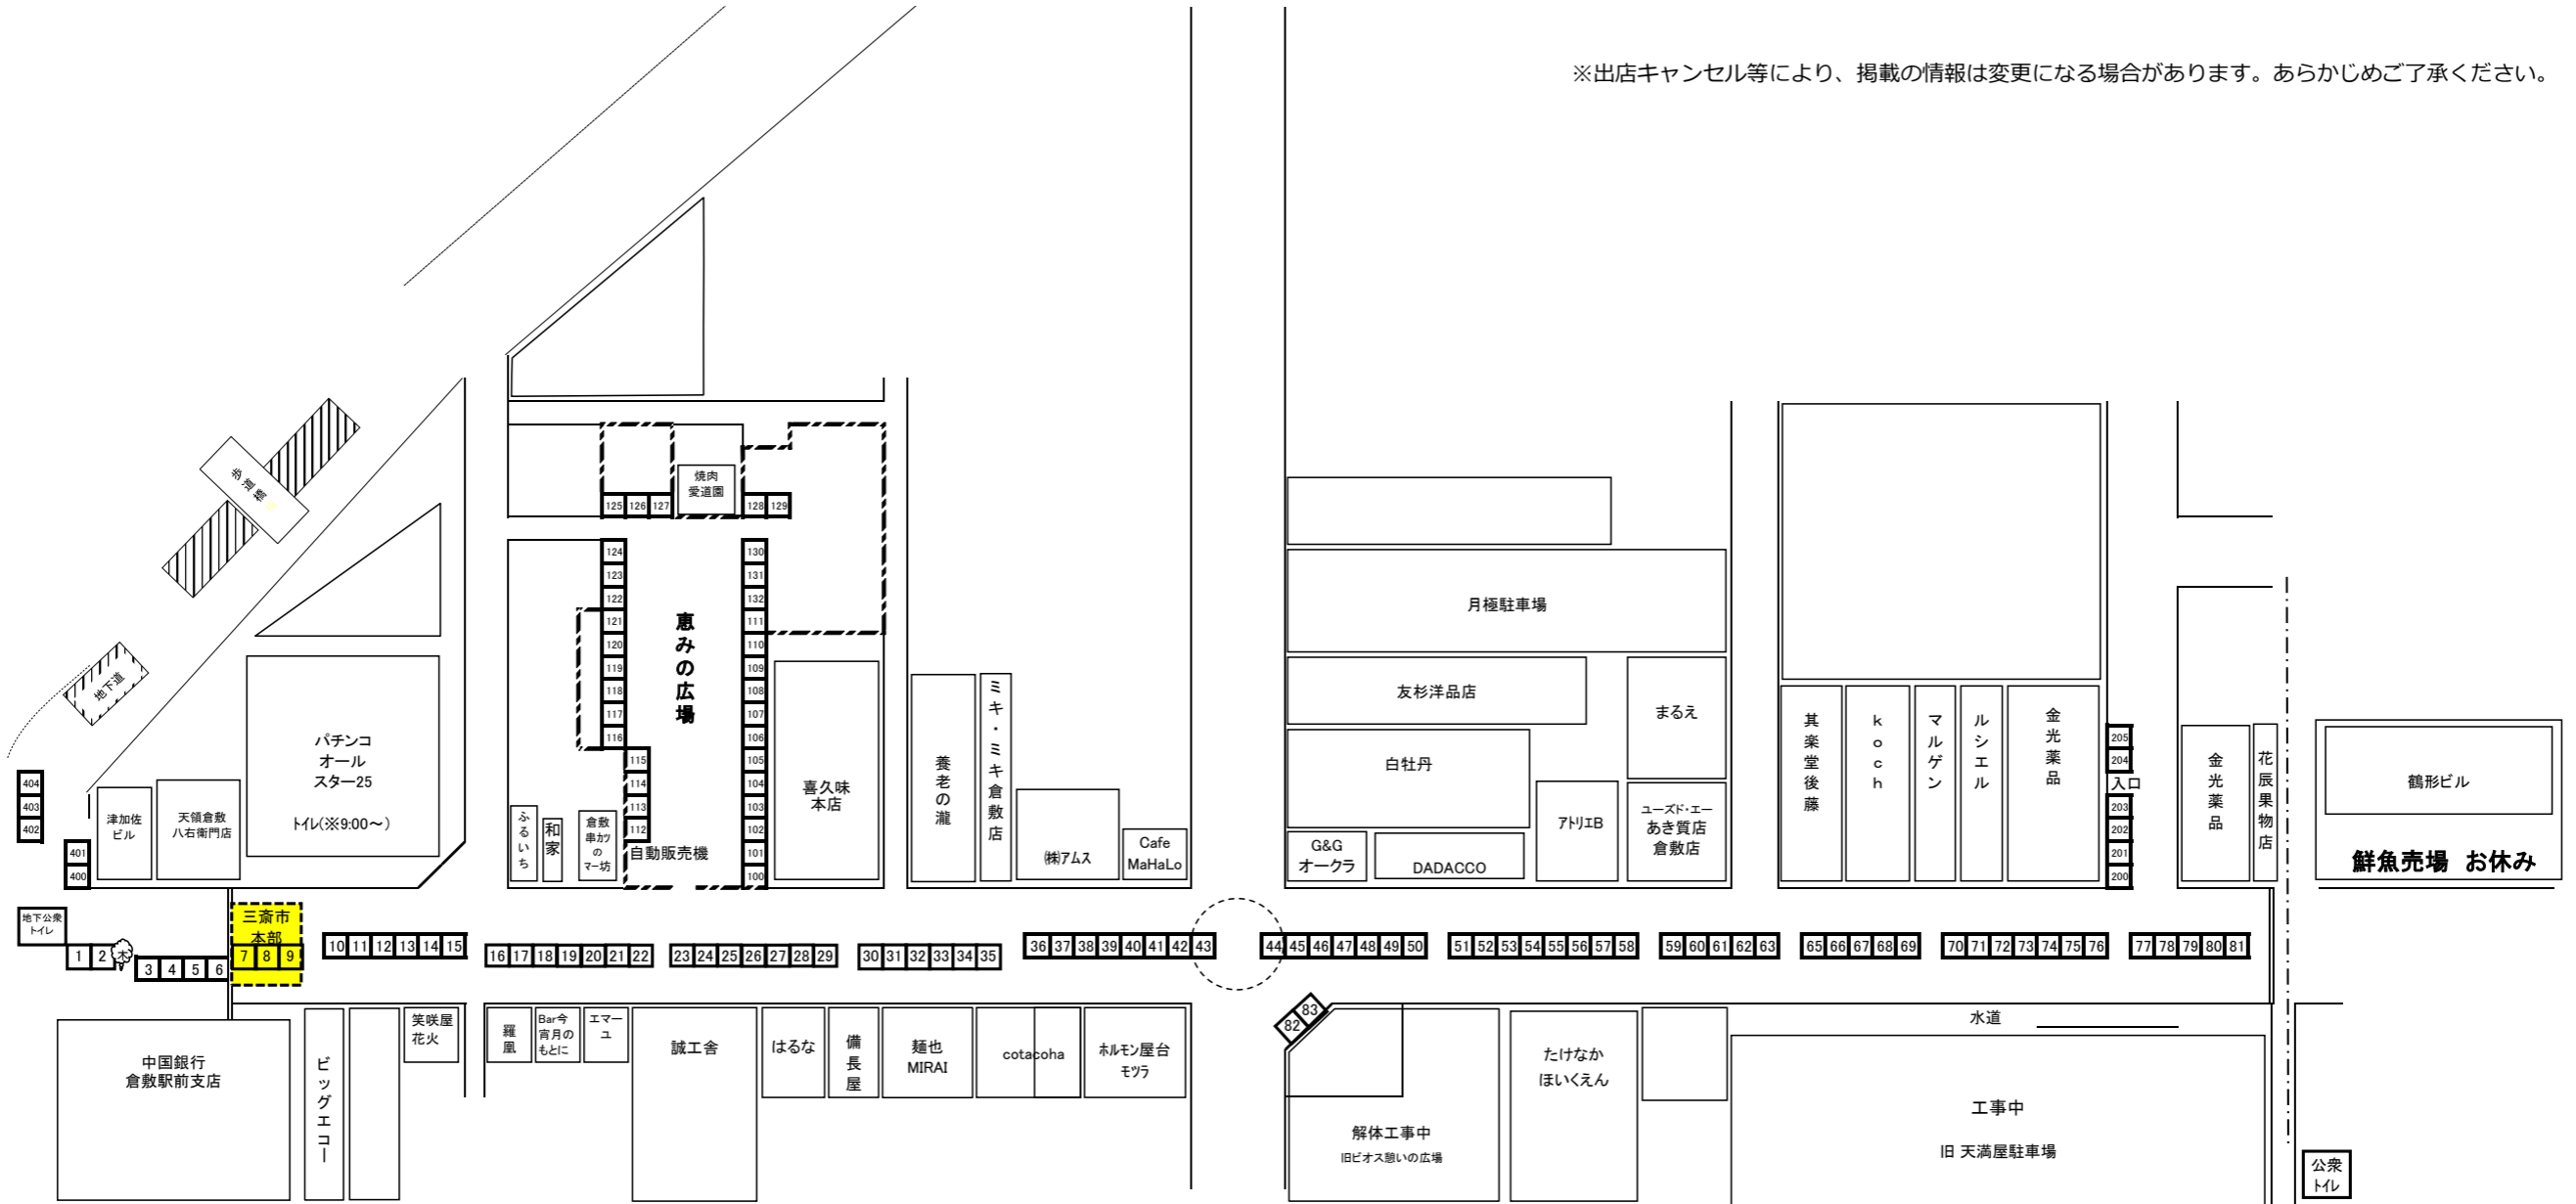 ※出店キャンセル等により、掲載の情報は変更になる場合があります。あらかじめご了承ください。
歩道橋
地下道
焼肉
愛道園
125 126 127
128 129
124
123
122
121
120
119
118
117
116
115
114
113
112
自動販売機
恵みの広場
130
131
132
111
110
109
108
107
106
105
104
103
102
101
100
404
403
402
401
400
津加佐
ビル
天領倉敷
八右衛門店
パチンコ
オール
スター25
トイレ(※9:00~)
ふるいち
和家
倉敷
串カツ
の
マー坊
喜久味
本店
養老の瀧
ミキ・ミキ倉敷店
㈱アムス
Cafe
MaHaLo
月極駐車場
友杉洋品店
まるえ
白牡丹
G&G
オークラ
DADACCO
アトリエB
ユーズド・エー
あき質店
倉敷店
其楽堂後藤
koch
マルゲン
ルシエル
金光薬品
205
204
入口
203
202
201
200
金光薬品
花辰果物店
鶴形ビル
鮮魚売場 お休み
地下公衆
トイレ
三斎市
本部
1 2 木
3 4 5 6
7 8 9
10 11 12 13 14 15
16 17 18 19 20 21 22
23 24 25 26 27 28 29
30 31 32 33 34 35
36 37 38 39 40 41 42 43
44 45 46 47 48 49 50
51 52 53 54 55 56 57 58
59 60 61 62 63
65 66 67 68 69
70 71 72 73 74 75 76
77 78 79 80 81
82 83
中国銀行
倉敷駅前支店
ビッグエコー
笑咲屋
花火
羅凰
Bar今
宵月の
もとに
エマー
ユ
誠工舎
はるな
備長屋
麺也
MIRAI
cotacoha
ホルモン屋台
モツラ
解体工事中
旧ビオス憩いの広場
たけなか
ほいくえん
水道
工事中
旧 天満屋駐車場
公衆
トイレ